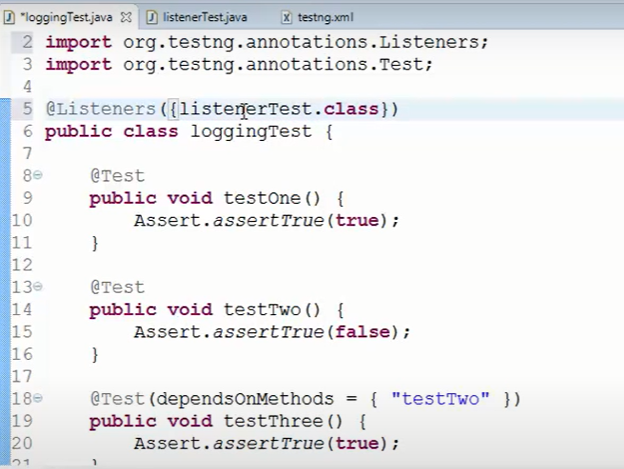 *loggingTest.java listenerTest.java testng.xml
2 import org.testng.annotations.Listeners;
3 import org.testng.annotations.Test;
4
5 @Listeners({listenerTest.class})
6 public class loggingTest {
7
8 @Test
9 public void testOne() {
10 Assert.assertTrue(true);
11 }
12
13 @Test
14 public void testTwo() {
15 Assert.assertTrue(false);
16 }
17
18 @Test(dependsOnMethods = { "testTwo" })
19 public void testThree() {
20 Assert.assertTrue(true);
21 }